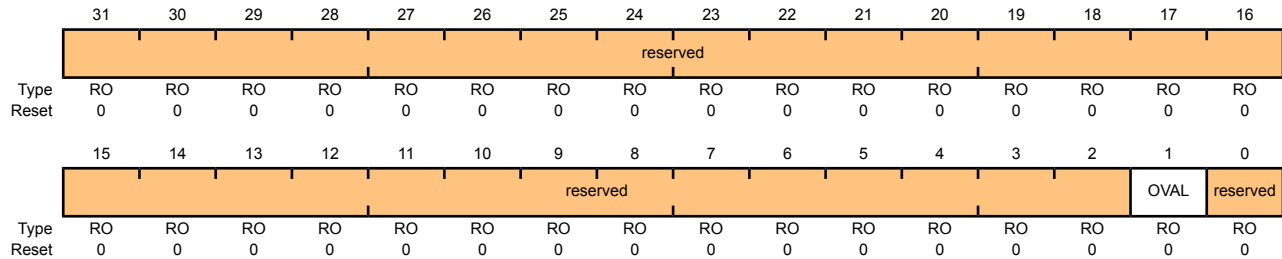 31 30 29 28 27 26 25 24 23 22 21 20 19 18 17 16
reserved
Type RO RO RO RO RO RO RO RO RO RO RO RO RO RO RO RO
Reset 0 0 0 0 0 0 0 0 0 0 0 0 0 0 0 0
15 14 13 12 11 10 9 8 7 6 5 4 3 2 1 0
reserved OVAL reserved
Type RO RO RO RO RO RO RO RO RO RO RO RO RO RO RO RO
Reset 0 0 0 0 0 0 0 0 0 0 0 0 0 0 0 0